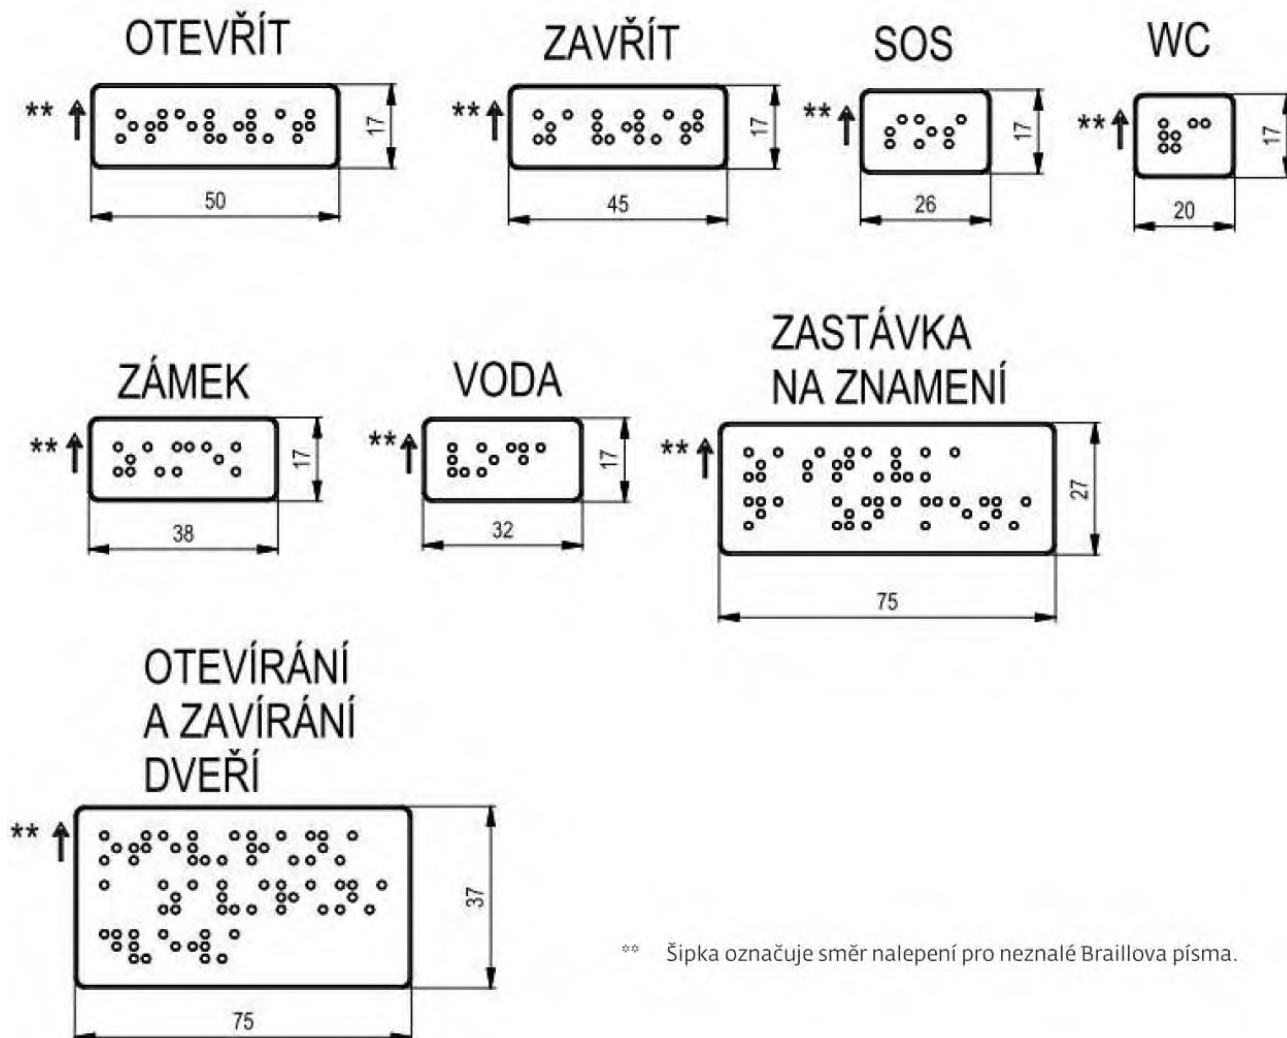 OTEVŘÍT
ZAVŘÍT
SOS
WC
** 17
** 17
** 17
** 17
50
45
26
20
ZÁMEK
VODA
ZASTÁVKA
NA ZNAMENÍ
** 17
** 17
** 27
38
32
75
OTEVÍRÁNÍ
A ZAVÍRÁNÍ
DVEŘÍ
** 37
75
** Šipka označuje směr nalepení pro neznalé Braillova písma.